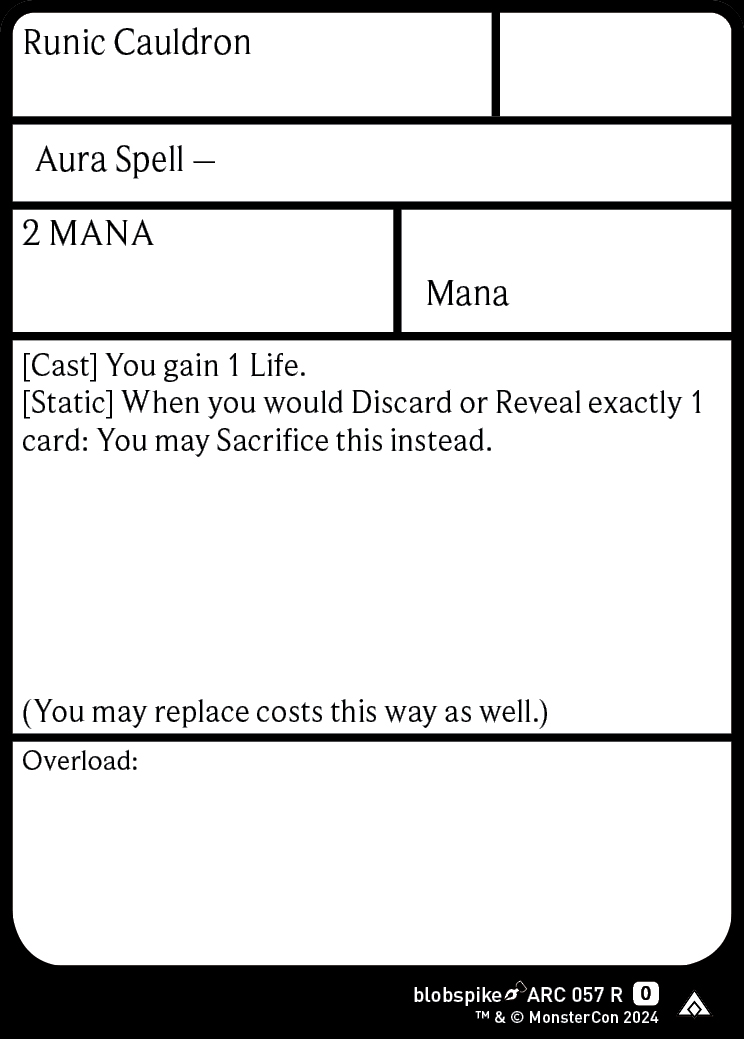 Runic Cauldron
Aura Spell —
2 MANA
Mana
[Cast] You gain 1 Life.
[Static] When you would Discard or Reveal exactly 1
card: You may Sacrifice this instead.
(You may replace costs this way as well.)
Overload:
blobspike ARC 057 R 0
™ & © MonsterCon 2024